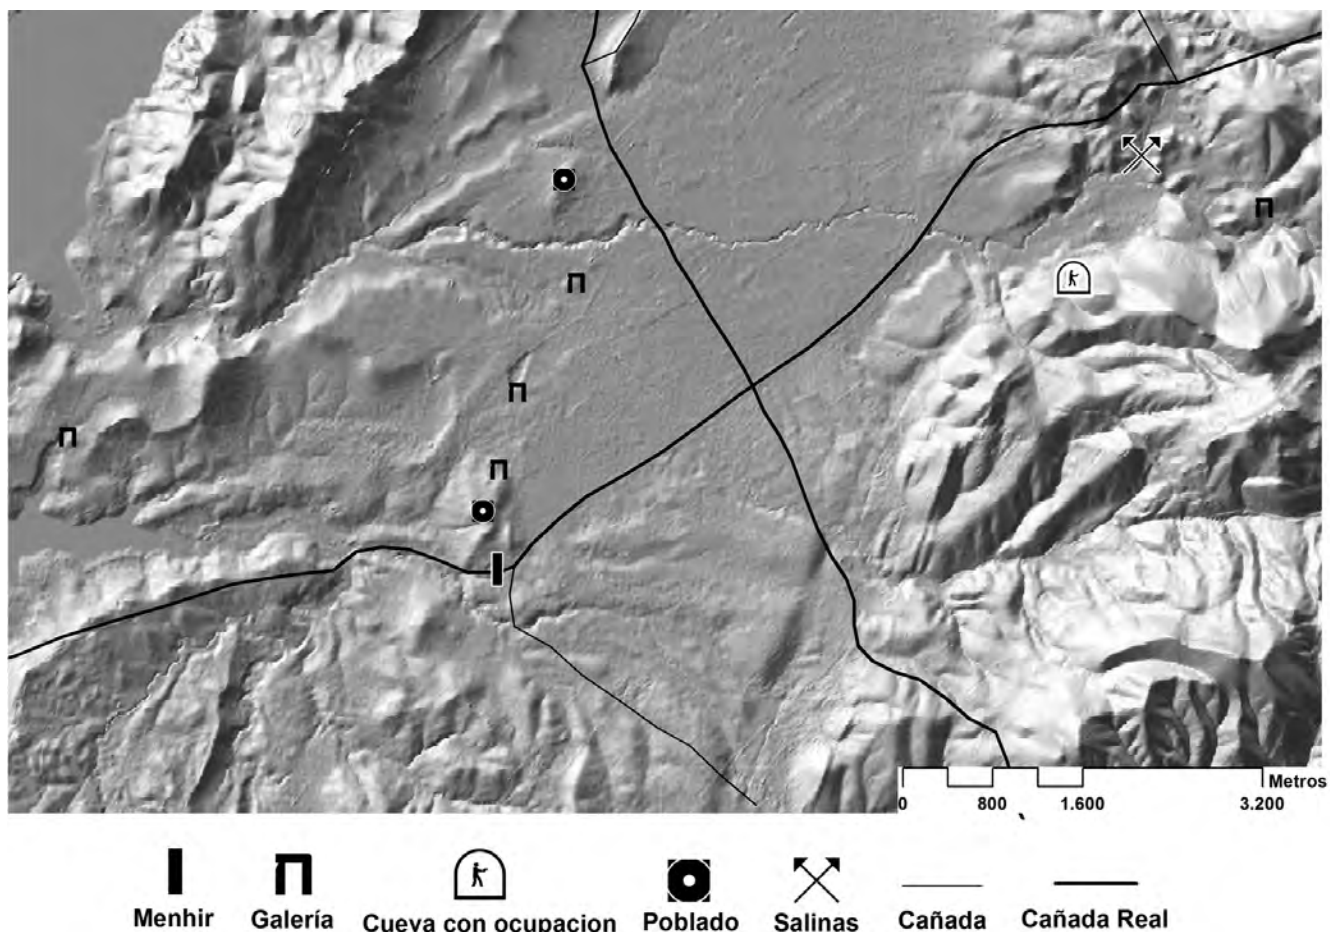 Metros
0 800 1.600 3.200
Menhir Galería Cueva con ocupacion Poblado Salinas Cañada Cañada Real